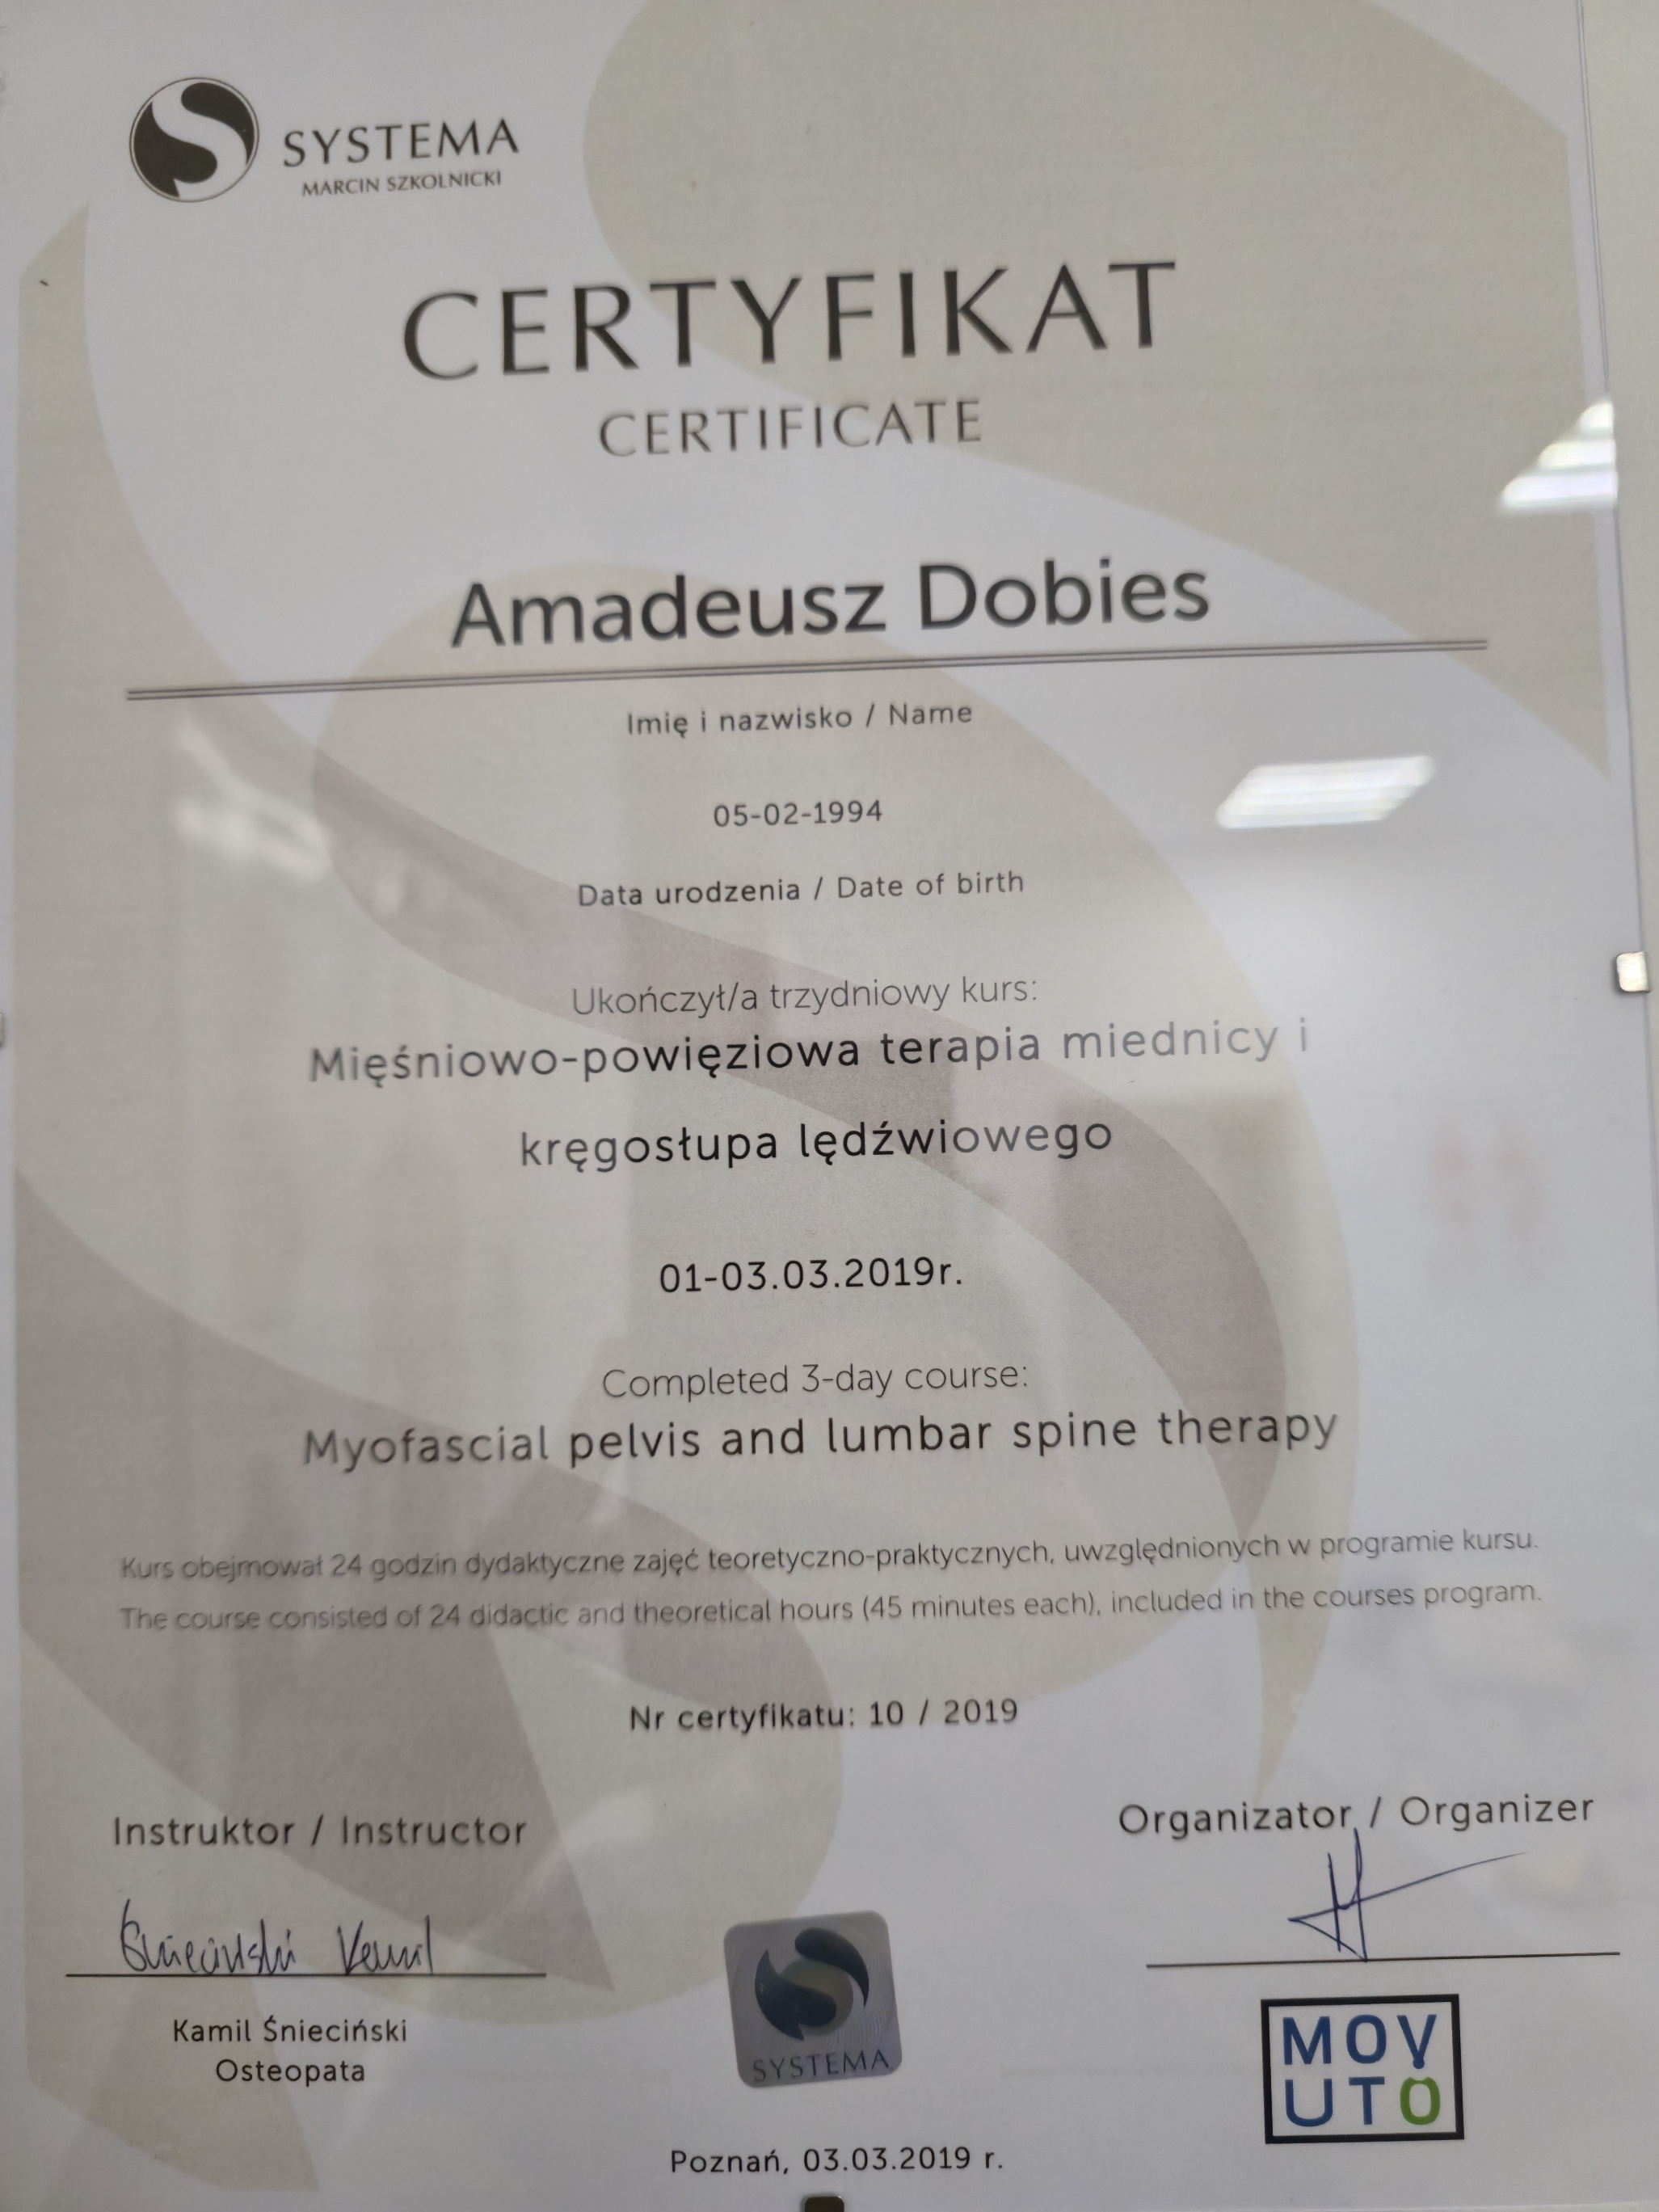 SYSTEMA
MARCIN SZKOLNICKI
CERTYFIKAT
CERTIFICATE
Amadeusz Dobies
Imię i nazwisko / Name
05-02-1994
Data urodzenia / Date of birth
Ukończył/a trzydniowy kurs:
Mięśniowo-powięziowa terapia miednicy i
kręgosłupa lędźwiowego
01-03.03.2019r.
Completed 3-day course:
Myofascial pelvis and lumbar spine therapy
Kurs obejmował 24 godzin dydaktyczne zajęć teoretyczno-praktycznych, uwzględnionych w programie kursu.
The course consisted of 24 didactic and theoretical hours (45 minutes each), included in the courses program.
Nr certyfikatu: 10 / 2019
Instruktor / Instructor
Organizator / Organizer
Śnieciński Kamil
Kamil Śnieciński
Osteopata
SYSTEMA
MOV
UTO
Poznań, 03.03.2019 r.